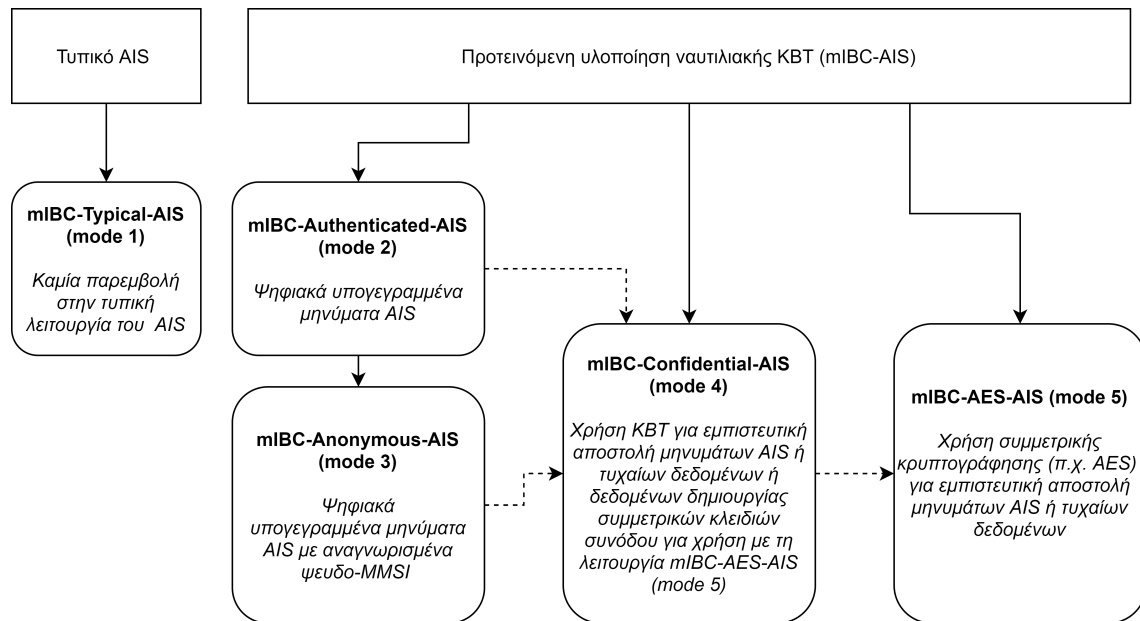 Τυπικό AIS
Προτεινόμενη υλοποίηση ναυτιλιακής ΚΒΤ (mIBC-AIS)
mIBC-Typical-AIS
(mode 1)
Καμία παρεμβολή
στην τυπική
λειτουργία του AIS
mIBC-Authenticated-AIS
(mode 2)
Ψηφιακά υπογεγραμμένα
μηνύματα AIS
mIBC-Anonymous-AIS
(mode 3)
Ψηφιακά
υπογεγραμμένα μηνύματα
AIS με αναγνωρισμένα
ψευδο-MMSI
mIBC-Confidential-AIS
(mode 4)
Χρήση ΚΒΤ για εμπιστευτική
αποστολή μηνυμάτων AIS ή
τυχαίων δεδομένων ή
δεδομένων δημιουργίας
συμμετρικών κλειδιών
συνόδου για χρήση με τη
λειτουργία mIBC-AES-AIS
(mode 5)
mIBC-AES-AIS (mode 5)
Χρήση συμμετρικής
κρυπτογράφησης (π.χ. AES)
για εμπιστευτική αποστολή
μηνυμάτων AIS ή τυχαίων
δεδομένων